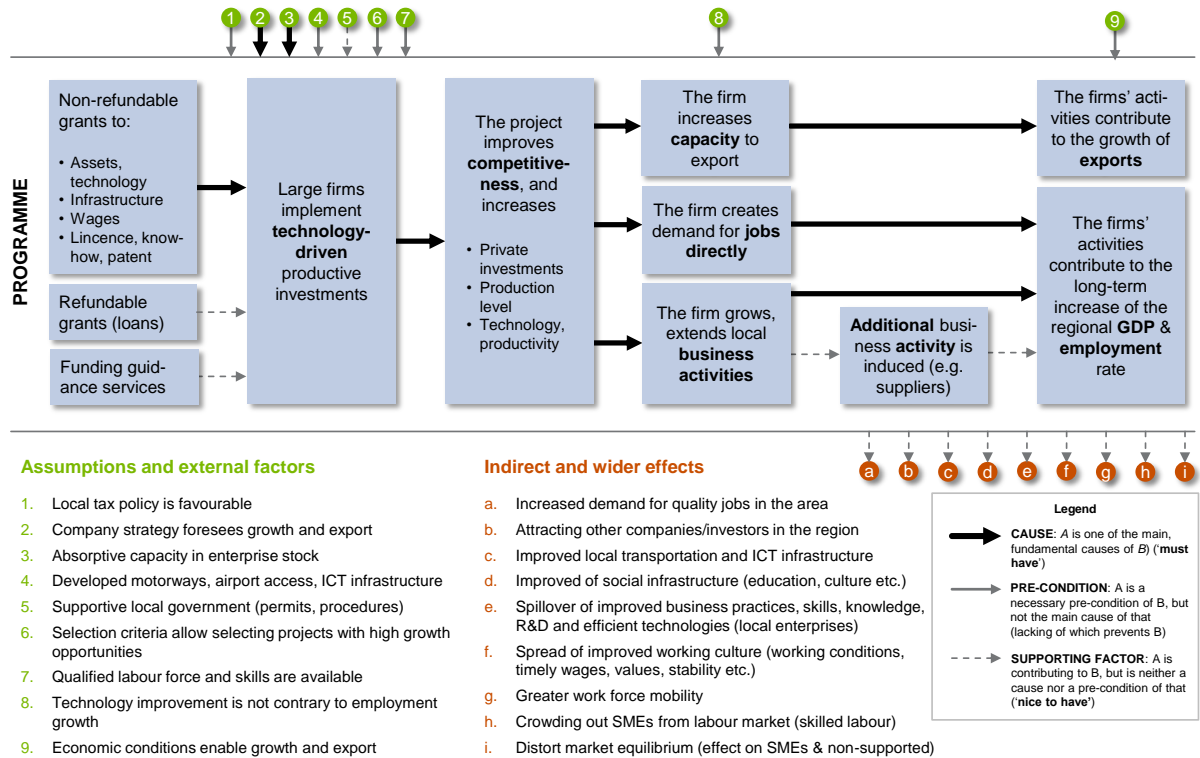 1 2 3 4 5 6 7 8 9
PROGRAMME
Non-refundable
grants to:
• Assets,
technology
• Infrastructure
• Wages
• Lincence, know-
how, patent
Refundable
grants (loans)
Funding guid-
ance services
Large firms
implement
technology-
driven
productive
investments
The project
improves
competitive-
ness, and
increases
• Private
investments
• Production
level
• Technology,
productivity
The firm
increases
capacity to
export
The firm creates
demand for jobs
directly
The firm grows,
extends local
business
activities
Additional busi-
ness activity is
induced (e.g.
suppliers)
The firms' acti-
vities contribute
to the growth of
exports
The firms'
activities
contribute to the
long-term
increase of the
regional GDP &
employment
rate
a b c d e f g h i
Assumptions and external factors
1. Local tax policy is favourable
2. Company strategy foresees growth and export
3. Absorptive capacity in enterprise stock
4. Developed motorways, airport access, ICT infrastructure
5. Supportive local government (permits, procedures)
6. Selection criteria allow selecting projects with high growth
opportunities
7. Qualified labour force and skills are available
8. Technology improvement is not contrary to employment
growth
9. Economic conditions enable growth and export
Indirect and wider effects
a. Increased demand for quality jobs in the area
b. Attracting other companies/investors in the region
c. Improved local transportation and ICT infrastructure
d. Improved of social infrastructure (education, culture etc.)
e. Spillover of improved business practices, skills, knowledge,
R&D and efficient technologies (local enterprises)
f. Spread of improved working culture (working conditions,
timely wages, values, stability etc.)
g. Greater work force mobility
h. Crowding out SMEs from labour market (skilled labour)
i. Distort market equilibrium (effect on SMEs & non-supported)
Legend
CAUSE: A is one of the main,
fundamental causes of B) ('must
have')
PRE-CONDITION: A is a
necessary pre-condition of B, but
not the main cause of that
(lacking of which prevents B)
SUPPORTING FACTOR: A is
contributing to B, but is neither a
cause nor a pre-condition of that
('nice to have')